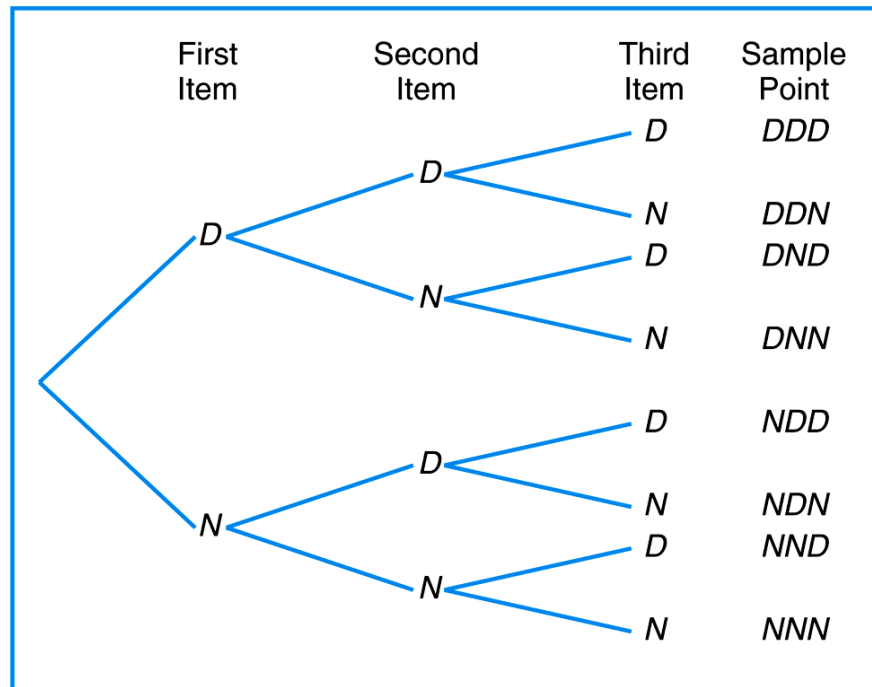 First Second Third Sample
Item Item Item Point
D DDD
D
N DDN
D
D DND
N
N DNN
D NDD
D
N NDN
N
D NND
N
N NNN